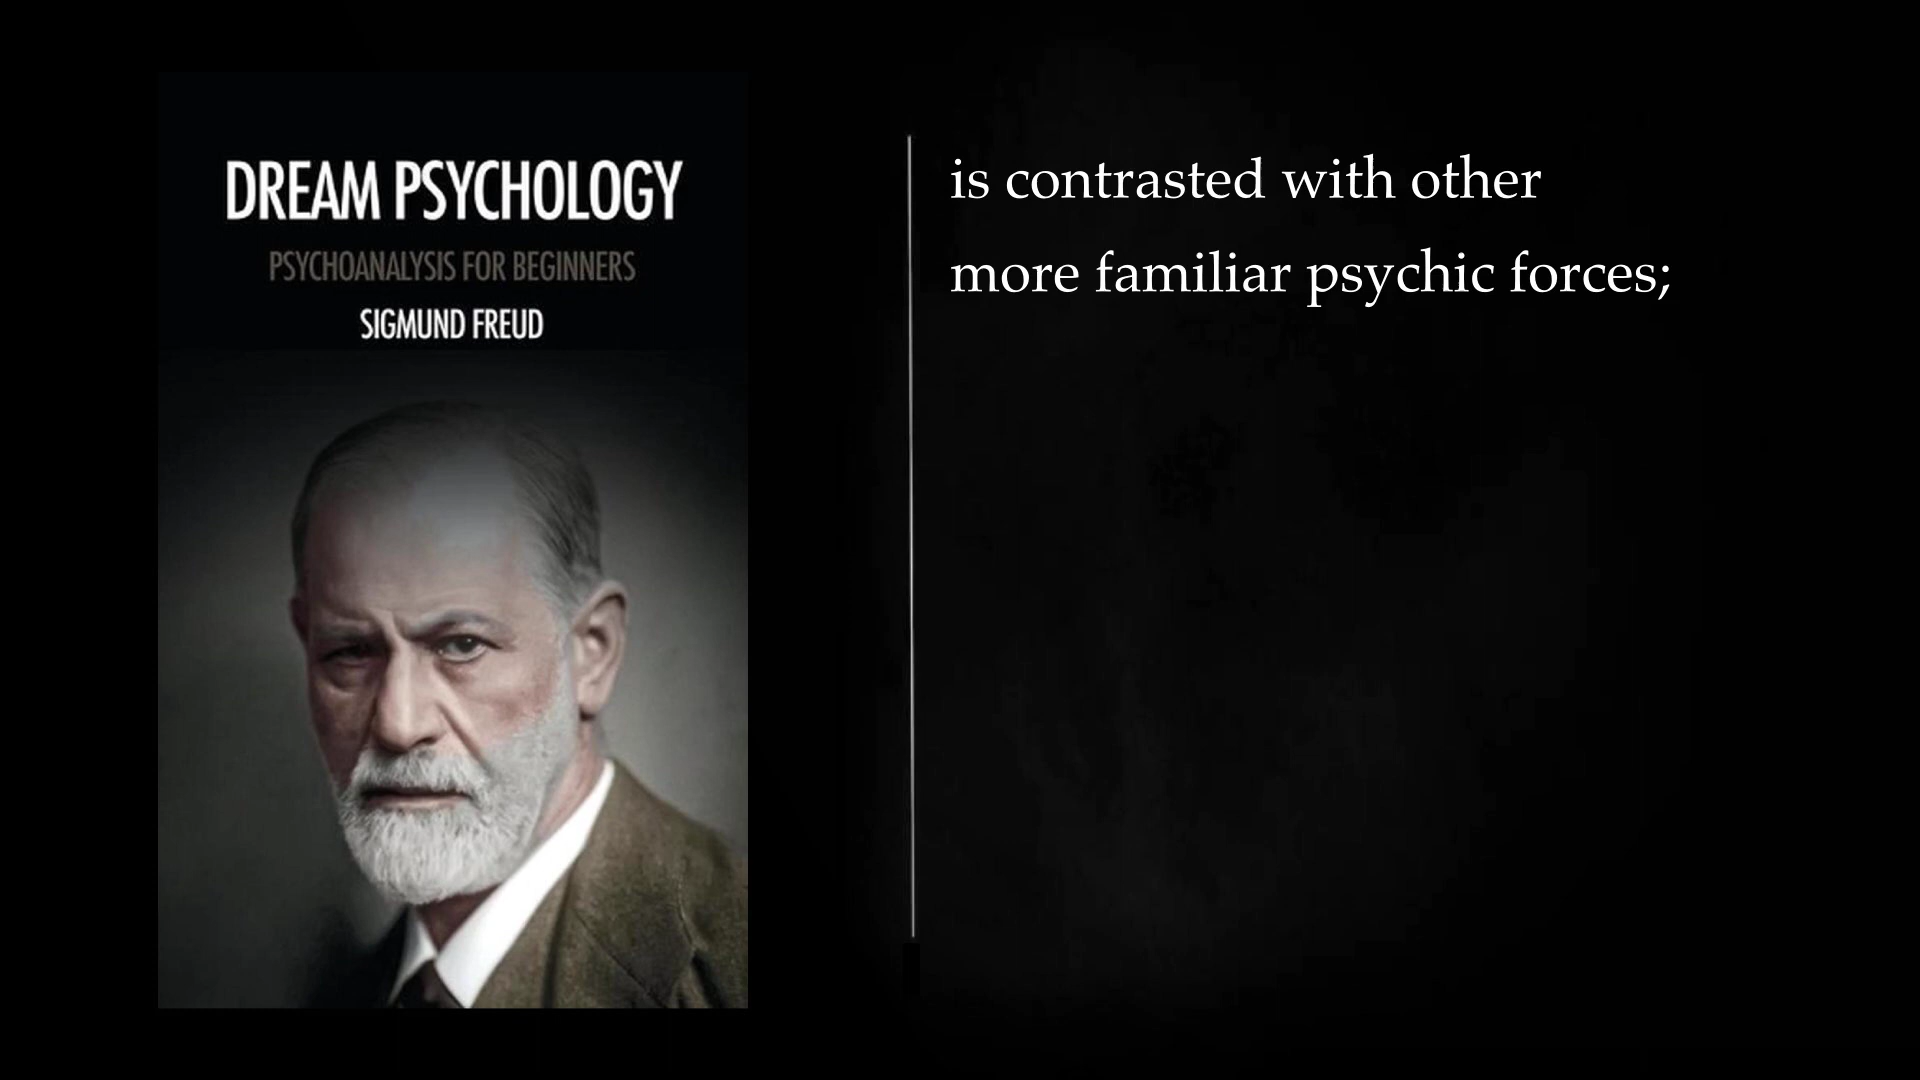 DREAM PSYCHOLOGY
PSYCHOANALYSIS FOR BEGINNERS
SIGMUND FREUD
is contrasted with other
more familiar psychic forces;